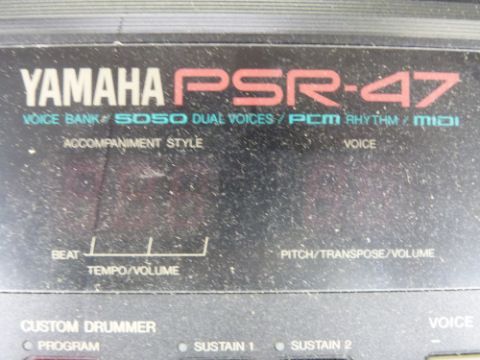 YAMAHA PSR-47
VOICE BANK / 5050 DUAL VOICES / PCM RHYTHM / MIDI
ACCOMPANIMENT STYLE VOICE
BEAT
TEMPO/VOLUME PITCH/TRANSPOSE/VOLUME
CUSTOM DRUMMER VOICE
PROGRAM SUSTAIN 1 SUSTAIN 2 –